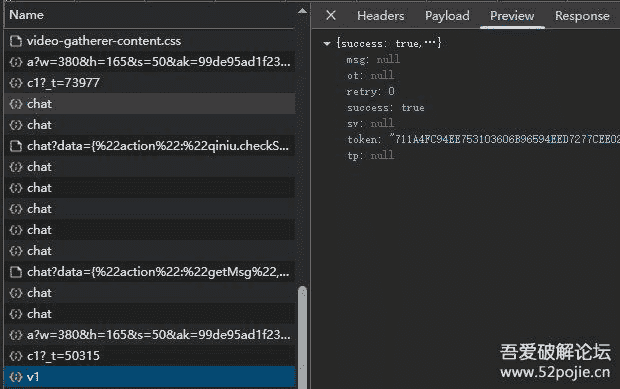 Name
video-gatherer-content.css
a?w=380&h=165&s=50&ak=99de95ad1f23...
c1?_t=73977
chat
chat
chat?data={%22action%22:%22qiniu.checkS...
chat
chat
chat
chat
chat
chat?data={%22action%22:%22getMsg%22,...
chat
chat
a?w=380&h=165&s=50&ak=99de95ad1f23...
c1?_t=50315
v1
Headers Payload Preview Response
{success: true,…}
msg: null
ot: null
retry: 0
success: true
sv: null
token: "711A4FC94EE753103606B96594EED7277CEE02
tp: null
吾爱破解论坛
www.52pojie.cn